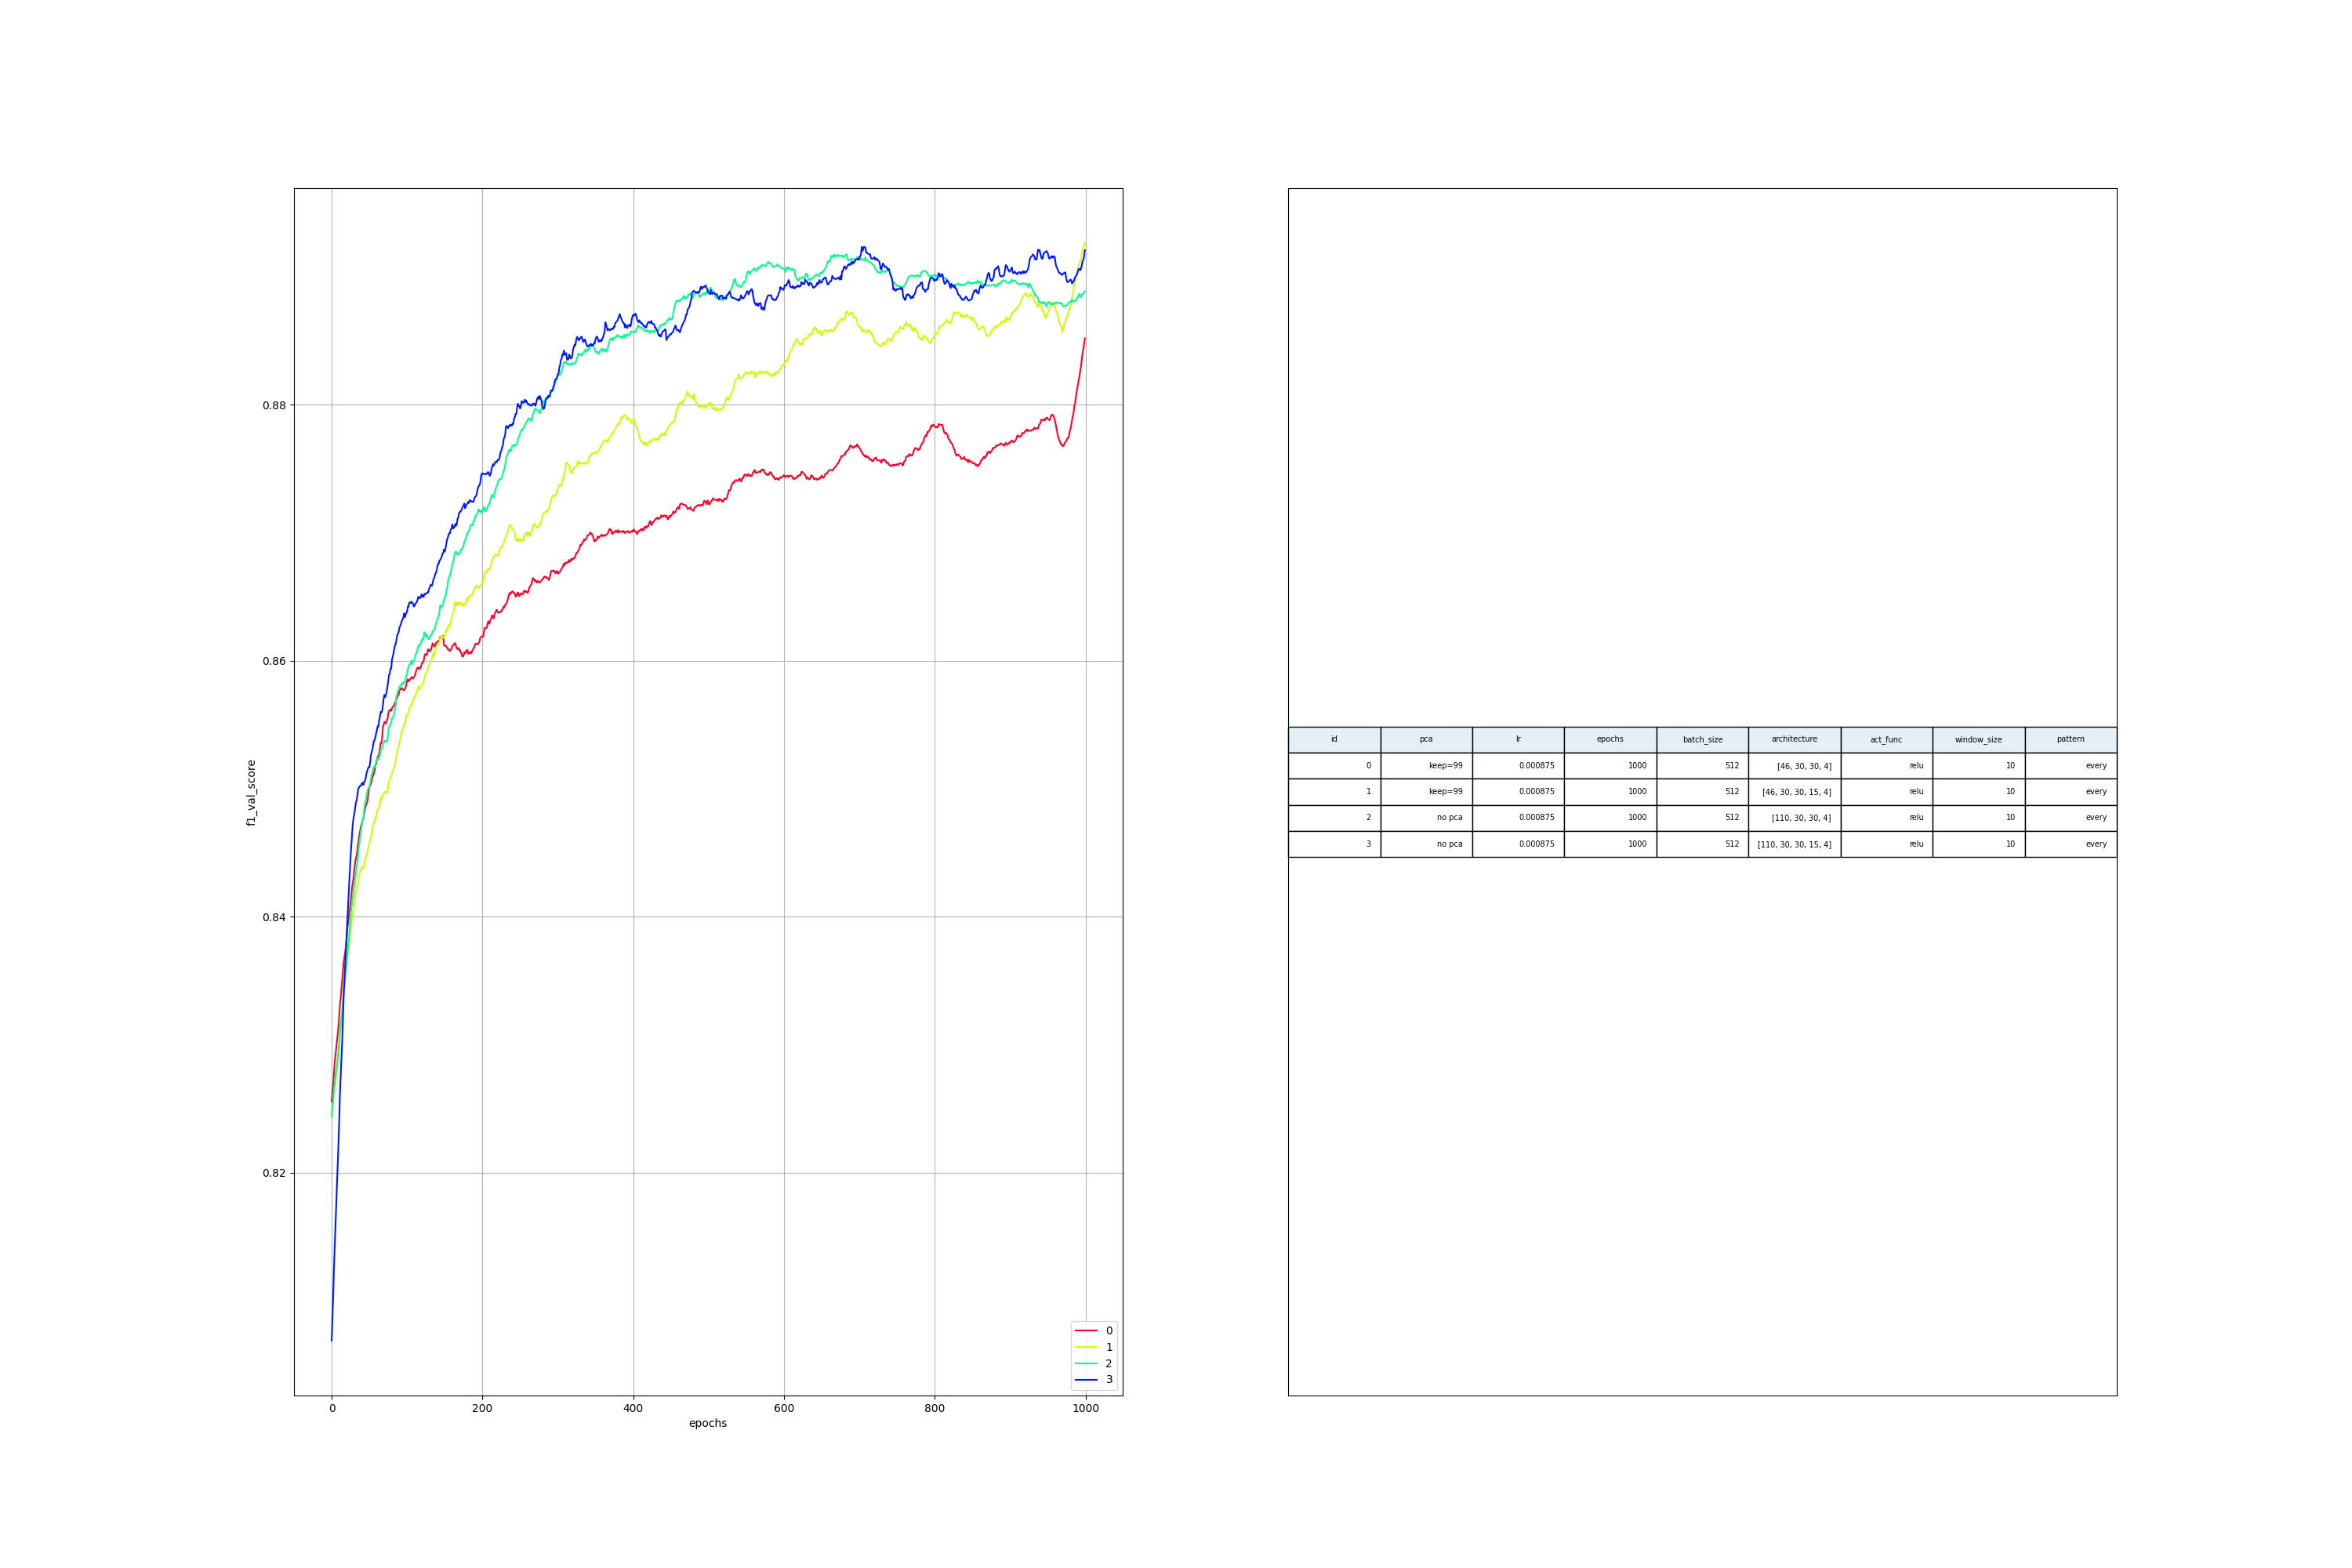 0.88
0.86
0.84
0.82
f1_val_score
0 200 400 600 800 1000
epochs
0
1
2
3
id pca lr epochs batch_size architecture act_func window_size pattern
0 keep=99 0.000875 1000 512 [46, 30, 30, 4] relu 10 every
1 keep=99 0.000875 1000 512 [46, 30, 30, 15, 4] relu 10 every
2 no pca 0.000875 1000 512 [110, 30, 30, 4] relu 10 every
3 no pca 0.000875 1000 512 [110, 30, 30, 15, 4] relu 10 every